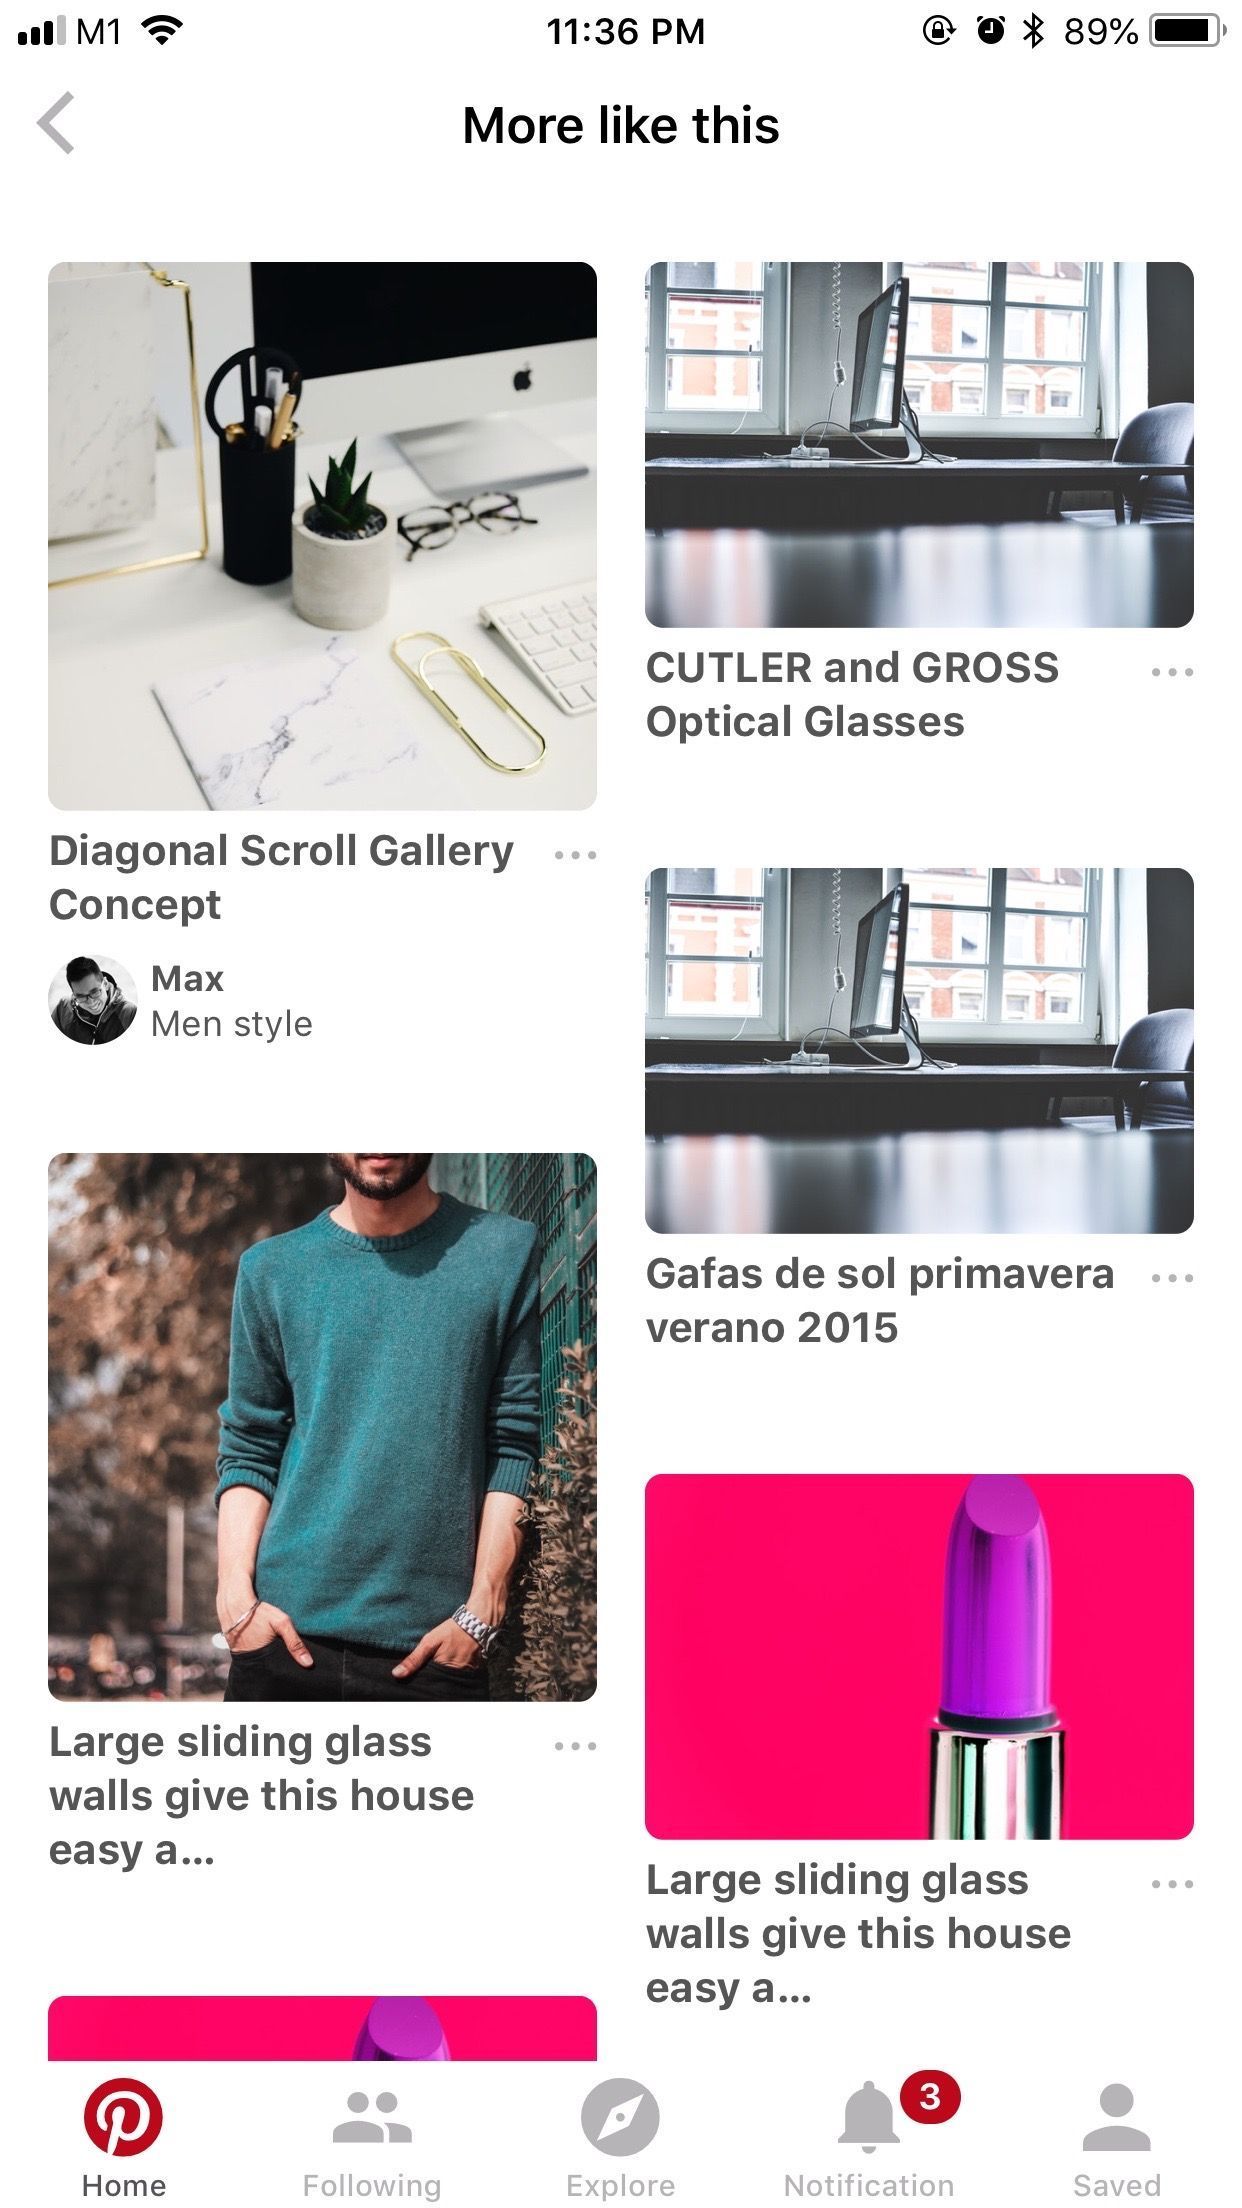 M1
11:36 PM
89%
More like this
Diagonal Scroll Gallery
Concept
Max
Men style
CUTLER and GROSS
Optical Glasses
Gafas de sol primavera
verano 2015
Large sliding glass
walls give this house
easy a...
Large sliding glass
walls give this house
easy a...
3
Home
Following
Explore
Notification
Saved